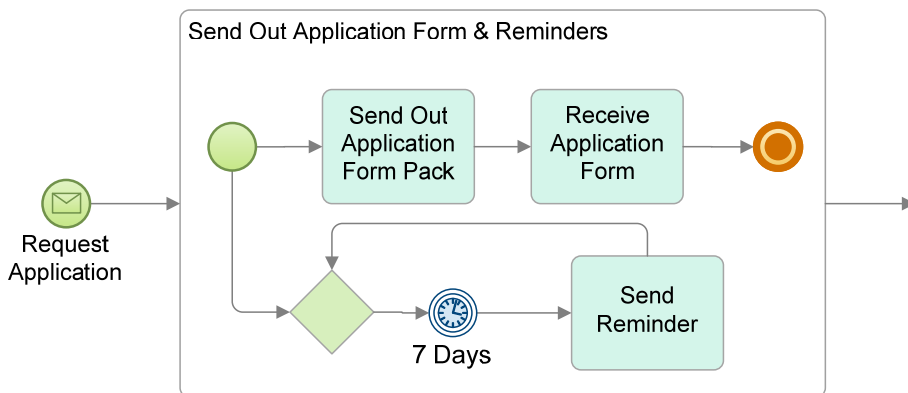 Send Out Application Form & Reminders
Send Out
Application
Form Pack
Receive
Application
Form
Request
Application
Send
Reminder
7 Days